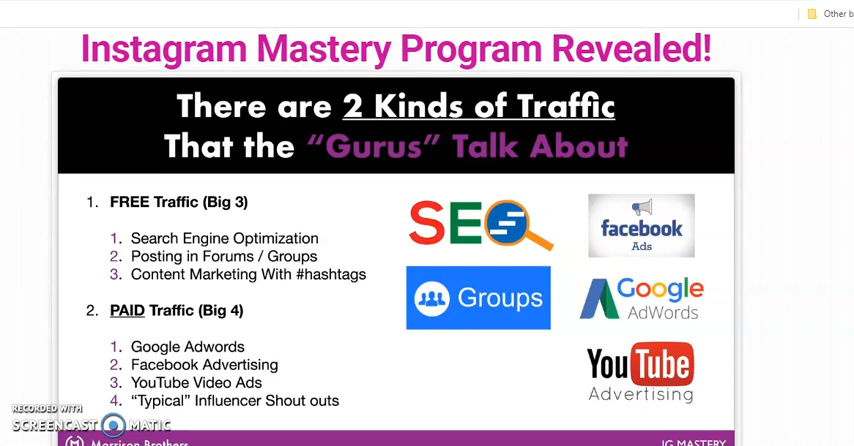 Other b
Instagram Mastery Program Revealed!
There are 2 Kinds of Traffic
That the “Gurus” Talk About
1. FREE Traffic (Big 3)
1. Search Engine Optimization
2. Posting in Forums / Groups
3. Content Marketing With #hashtags
2. PAID Traffic (Big 4)
1. Google Adwords
2. Facebook Advertising
3. YouTube Video Ads
4. “Typical” Influencer Shout outs
SEO
facebook
Ads
Groups
Google
AdWords
YouTube
Advertising
RECORDED WITH
SCREENCAST MATIC
M Morrison Brothers
IG MASTERY